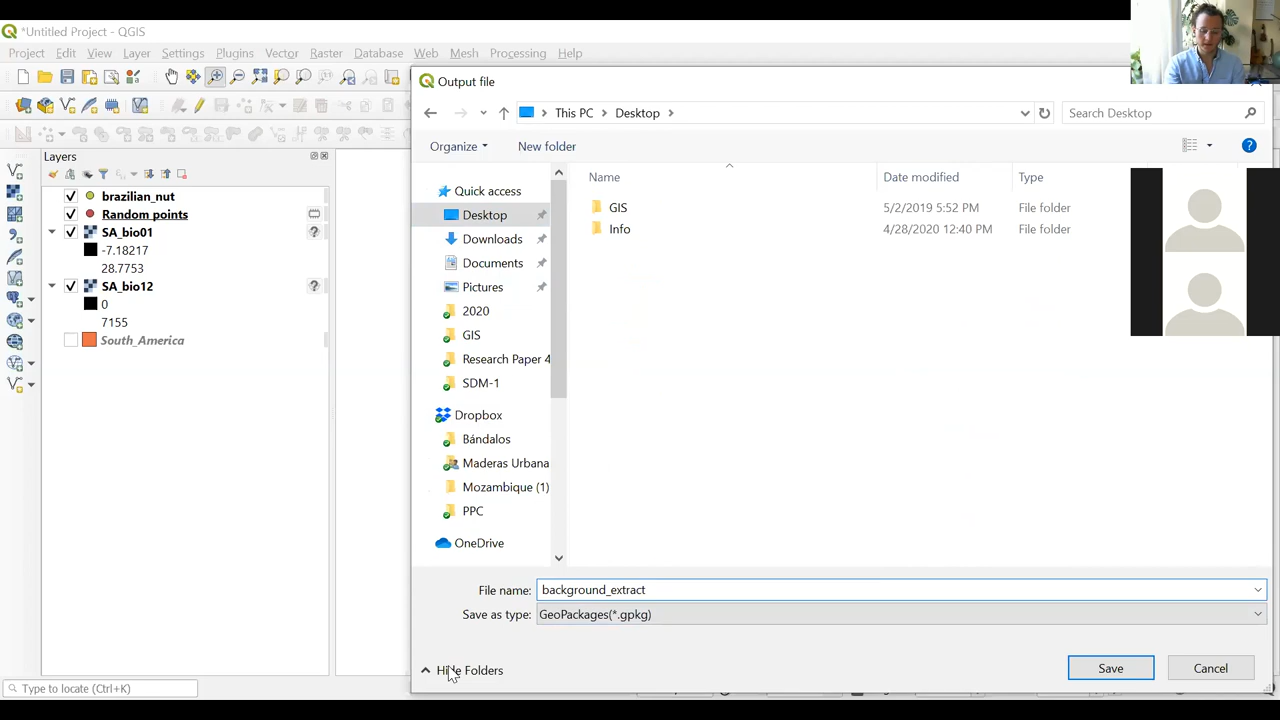 *Untitled Project - QGIS
Project Edit View Layer Settings Plugins Vector Raster Database Web Mesh Processing Help
Output file
This PC > Desktop >
Search Desktop
Organize New folder
Layers
brazilian_nut
Random points
SA_bio01
-7.18217
28.7753
SA_bio12
0
7155
South_America
Quick access
Desktop
Downloads
Documents
Pictures
2020
GIS
Research Paper 4
SDM-1
Dropbox
Bándalos
Maderas Urbana
Mozambique (1)
PPC
OneDrive
Name Date modified Type
GIS 5/2/2019 5:52 PM File folder
Info 4/28/2020 12:40 PM File folder
File name: background_extract
Save as type: GeoPackages(*.gpkg)
Hide Folders
Save Cancel
Type to locate (Ctrl+K)